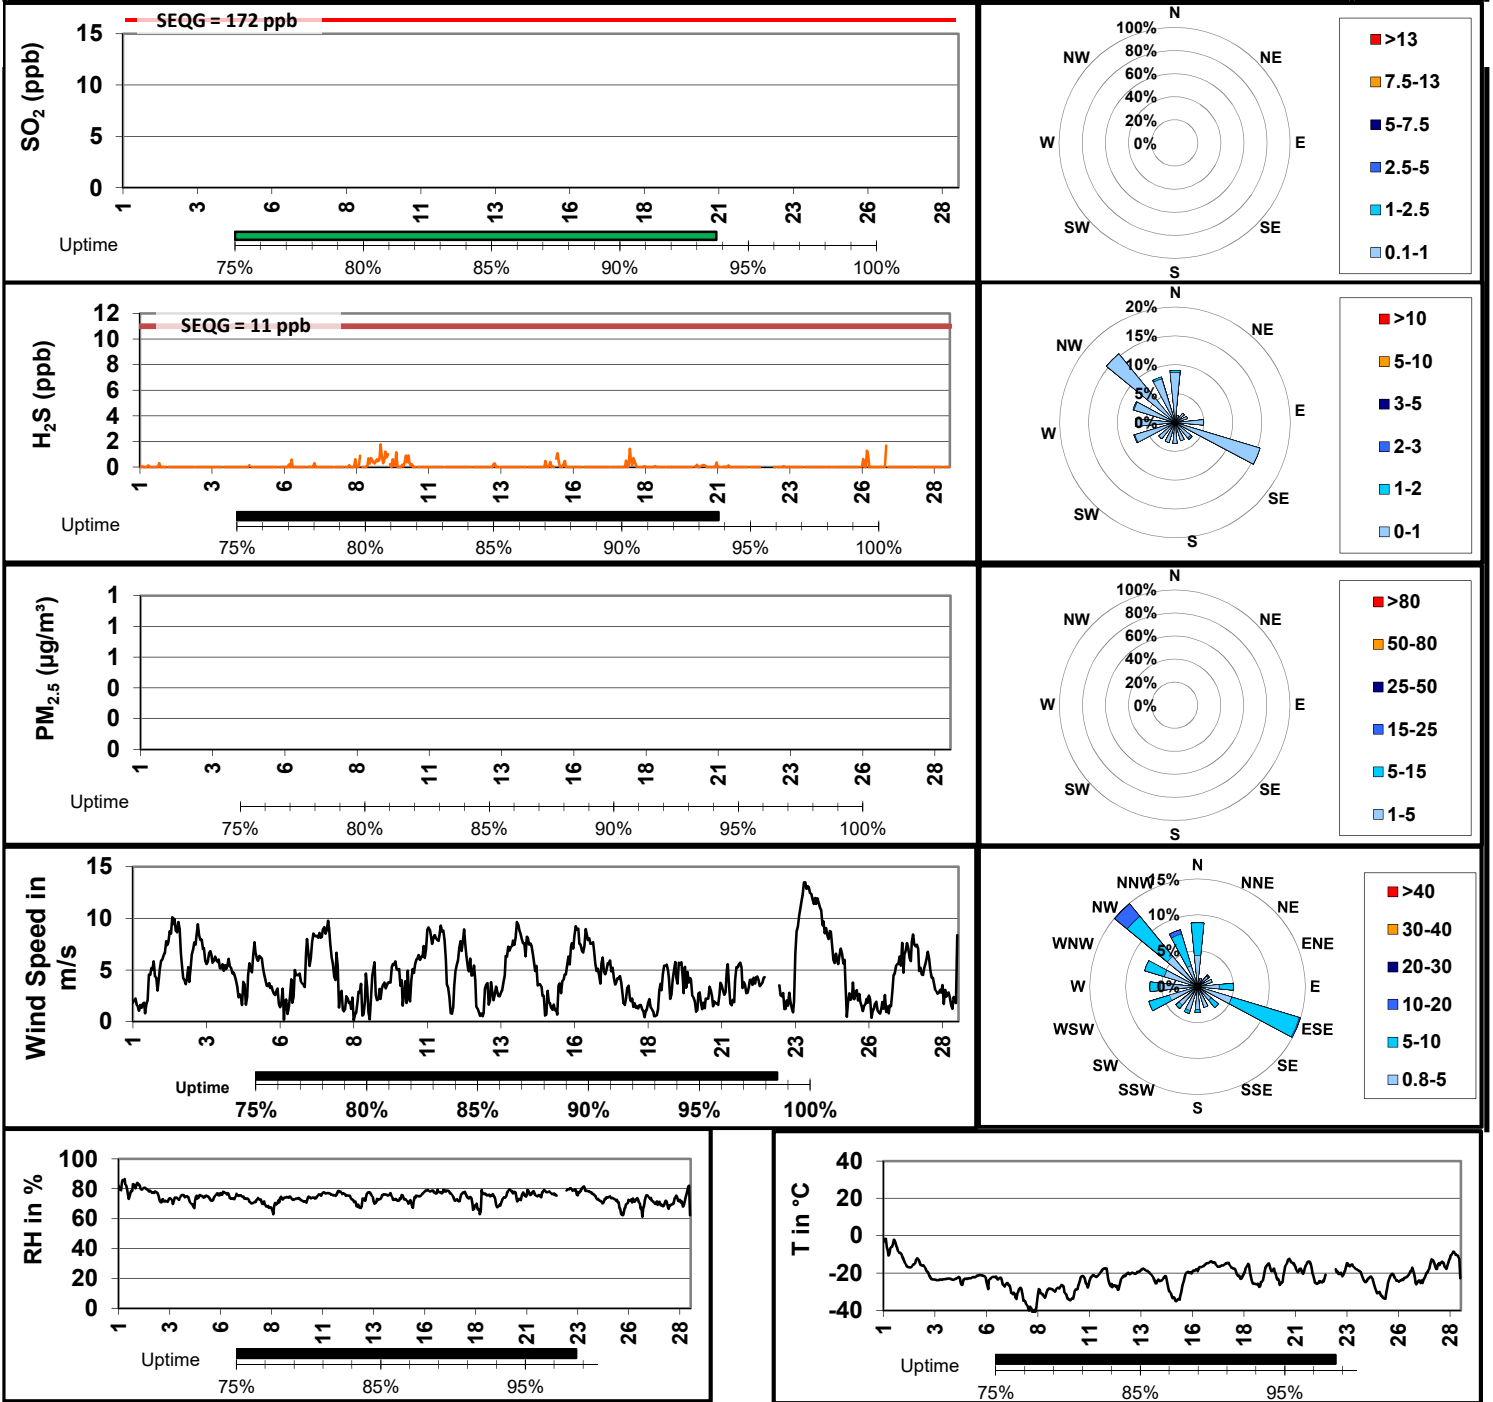 SEQG = 172 ppb
SO2 (ppb)
15
10
5
0
1 3 6 8 11 13 16 18 21 23 26 28
Uptime
75% 80% 85% 90% 95% 100%
N
NE
E
SE
S
SW
W
NW
100%
80%
60%
40%
20%
0%
>13
7.5-13
5-7.5
2.5-5
1-2.5
0.1-1
SEQG = 11 ppb
H2S (ppb)
12
10
8
6
4
2
0
1 3 6 8 11 13 16 18 21 23 26 28
Uptime
75% 80% 85% 90% 95% 100%
N
NE
E
SE
S
SW
W
NW
20%
15%
10%
5%
0%
>10
5-10
3-5
2-3
1-2
0-1
PM2.5 (µg/m³)
1
1
1
0
0
0
1 3 6 8 11 13 16 18 21 23 26 28
Uptime
75% 80% 85% 90% 95% 100%
N
NE
E
SE
S
SW
W
NW
100%
80%
60%
40%
20%
0%
>80
50-80
25-50
15-25
5-15
1-5
Wind Speed in
m/s
15
10
5
0
1 3 6 8 11 13 16 18 21 23 26 28
Uptime
75% 80% 85% 90% 95% 100%
N
NNE
NE
ENE
E
ESE
SE
SSE
S
SSW
SW
WSW
W
WNW
NW
NNW
15%
10%
5%
0%
>40
30-40
20-30
10-20
5-10
0.8-5
RH in %
100
80
60
40
20
0
1 3 6 8 11 13 16 18 21 23 26 28
Uptime
75% 85% 95%
T in °C
40
20
0
-20
-40
1 3 6 8 11 13 16 18 21 23 26 28
Uptime
75% 85% 95%